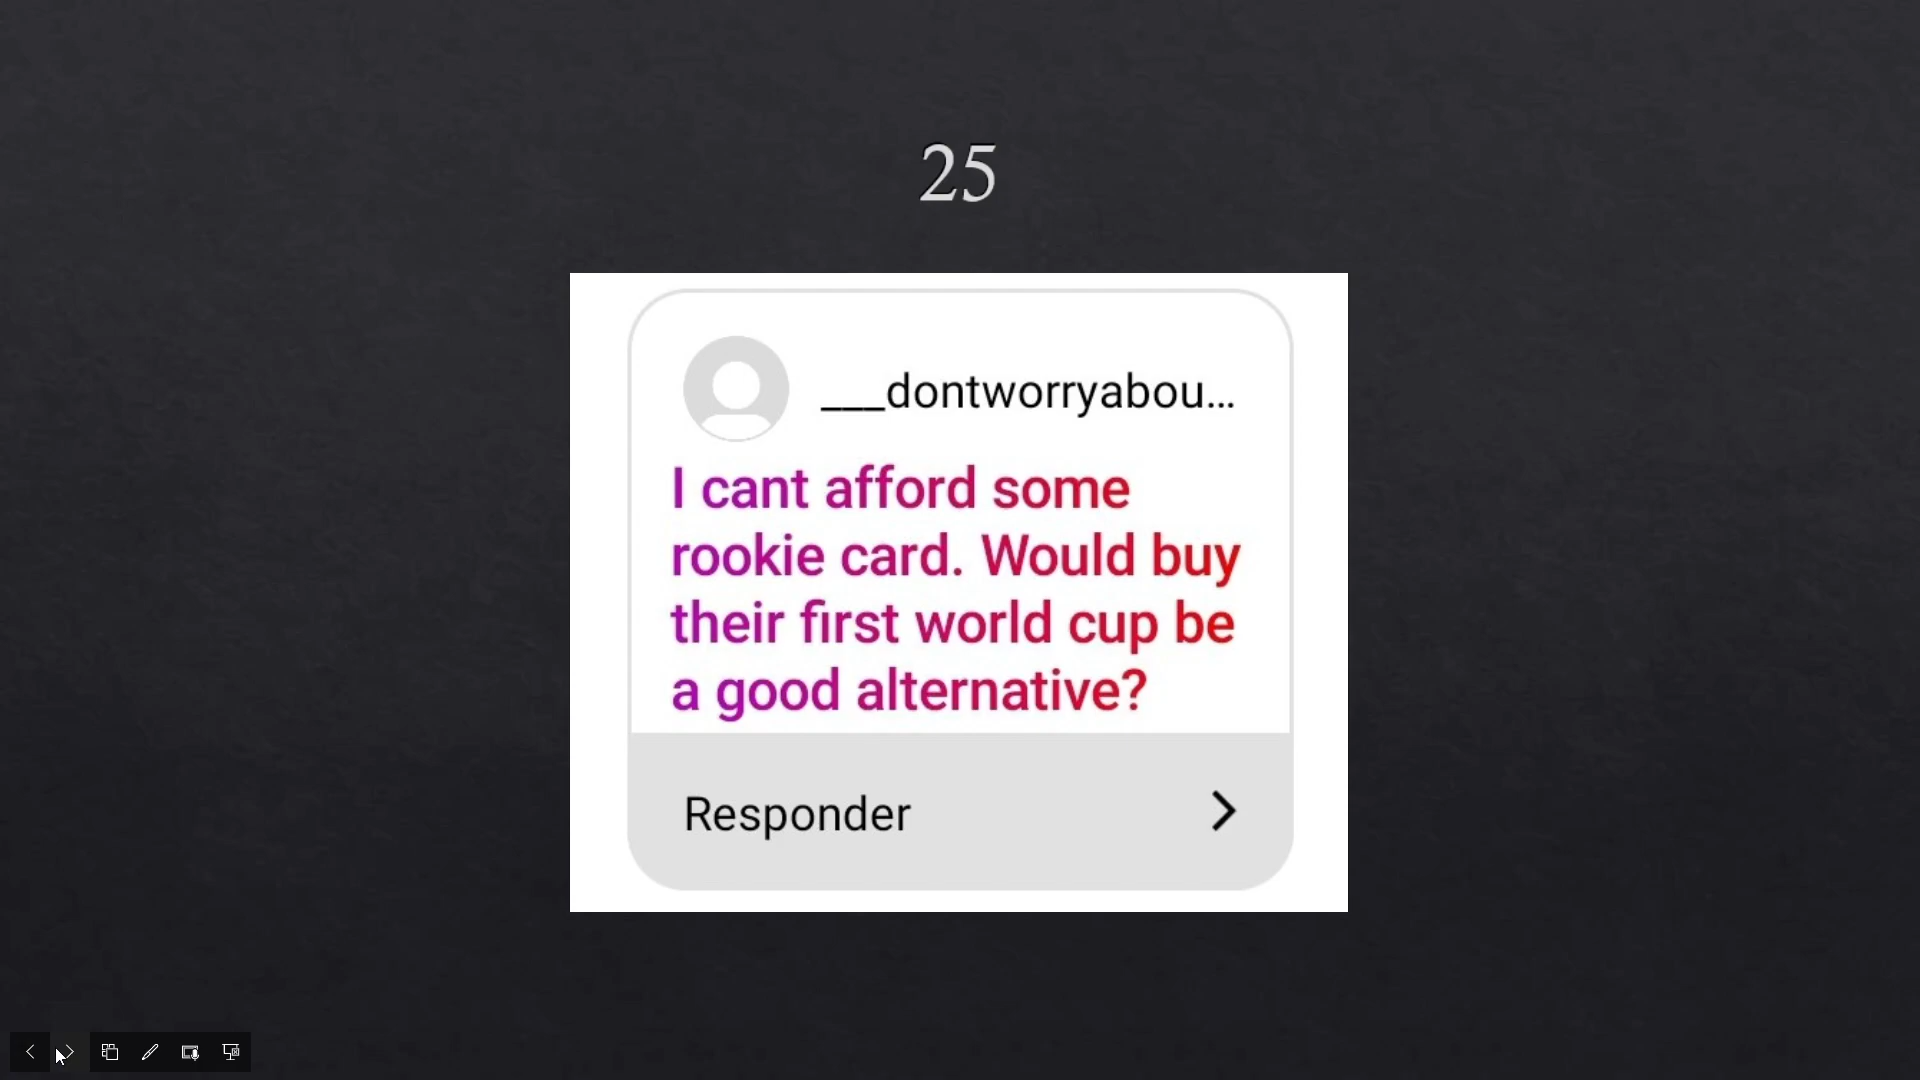 25
___dontworryabou...
I cant afford some
rookie card. Would buy
their first world cup be
a good alternative?
Responder